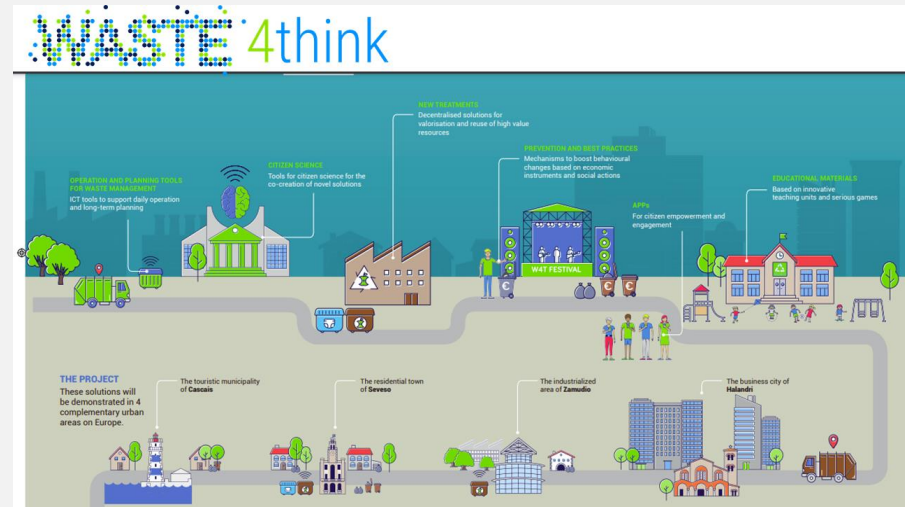 WASTE 4think
NEW TREATMENTS
Decentralised solutions for
valorisation and reuse of high value
resources
PREVENTION AND BEST PRACTICES
Mechanisms to boost behavioural
changes based on economic
instruments and social actions
CITIZEN SCIENCE
Tools for citizen science for the
co-creation of novel solutions
OPERATION AND PLANNING TOOLS
FOR WASTE MANAGEMENT
ICT tools to support daily operation
and long-term planning
EDUCATIONAL MATERIALS
Based on innovative
teaching units and serious games
APPs
For citizen empowerment and
engagement
W4T FESTIVAL
€
€ €
THE PROJECT
These solutions will
be demonstrated in 4
complementary urban
areas on Europe.
The touristic municipality
of Cascais
The residential town
of Seveso
The industrialized
area of Zamudio
The business city of
Halandri